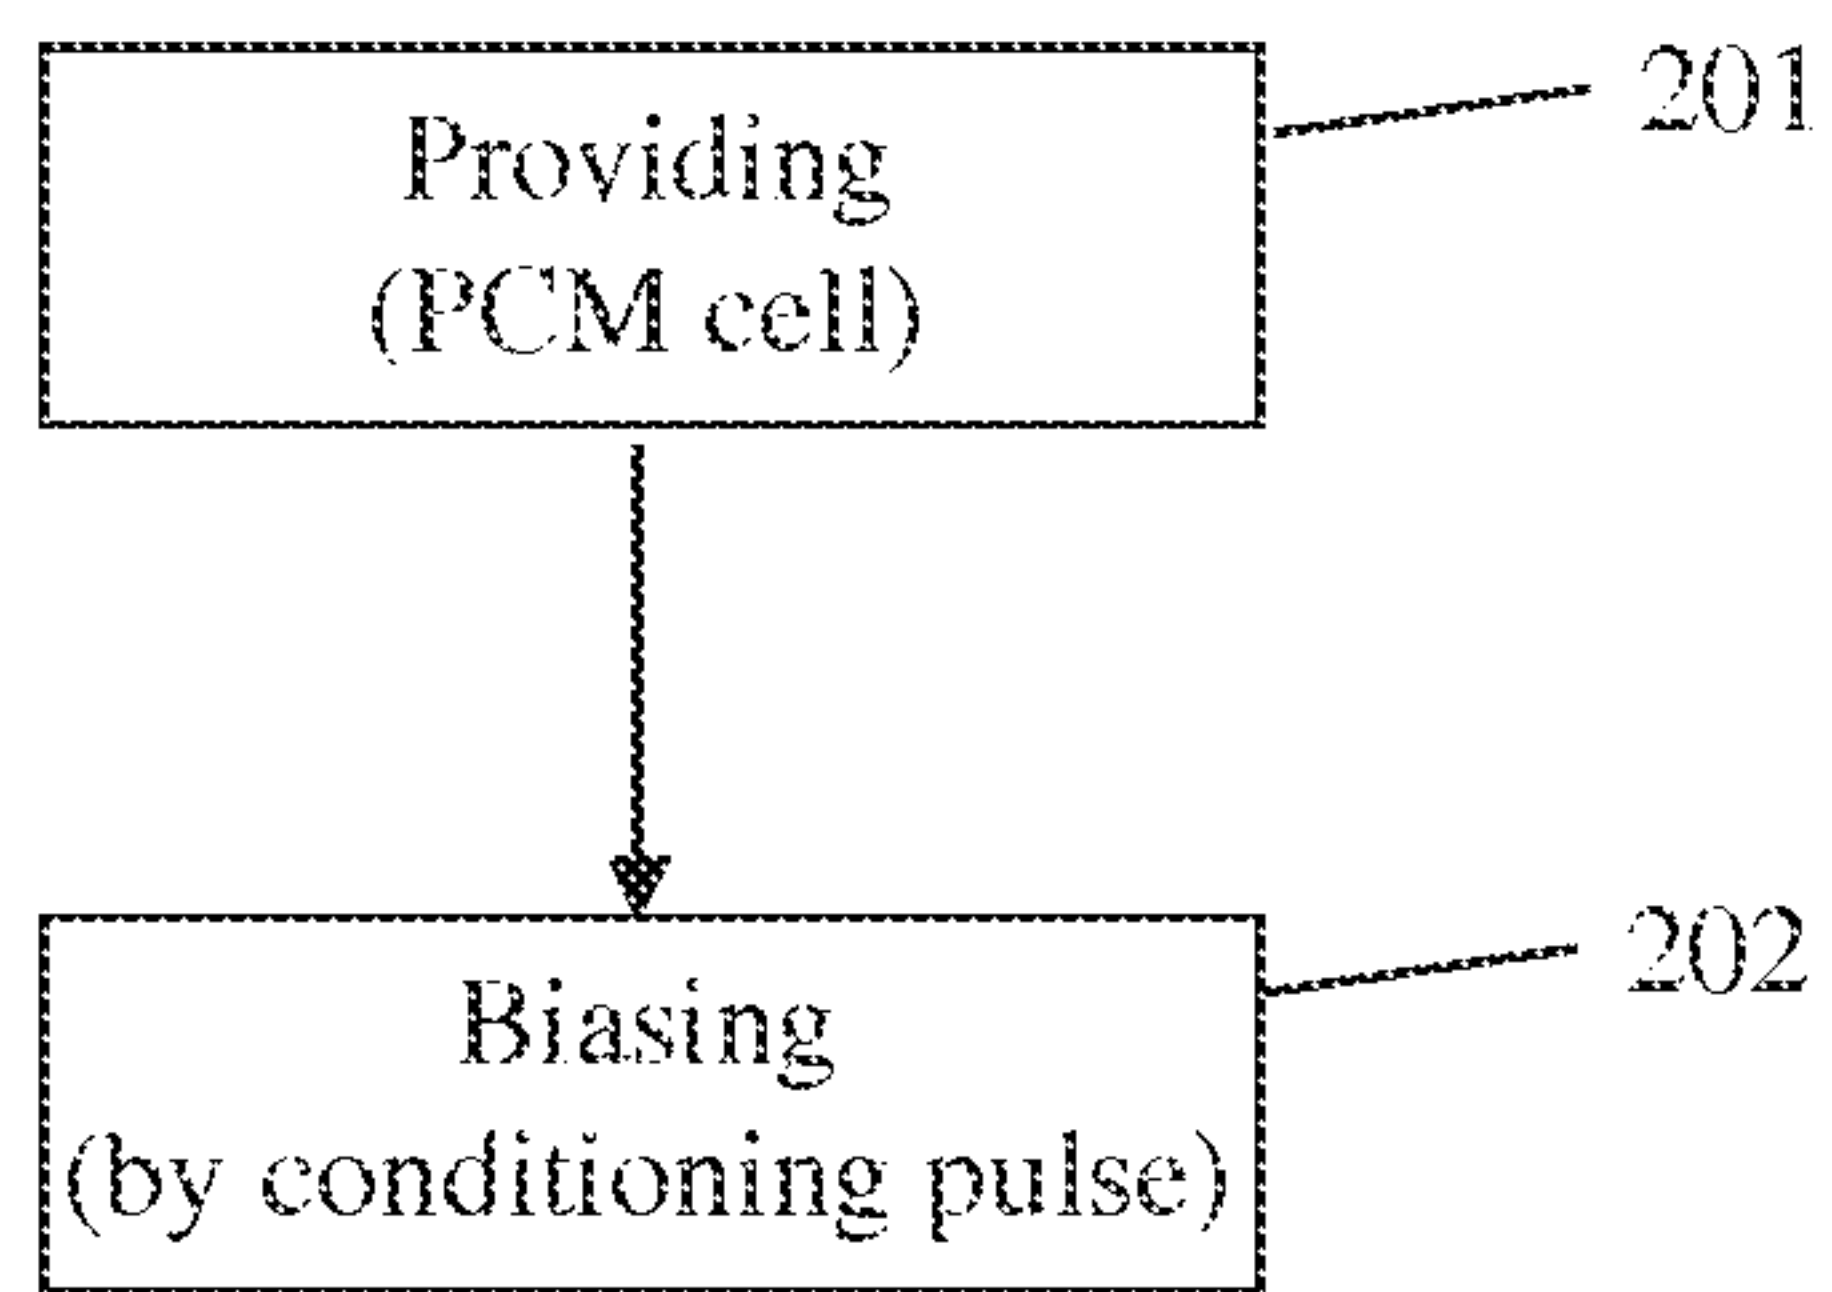 Providing
(PCM cell)
201
Biasing
(by conditioning pulse)
202